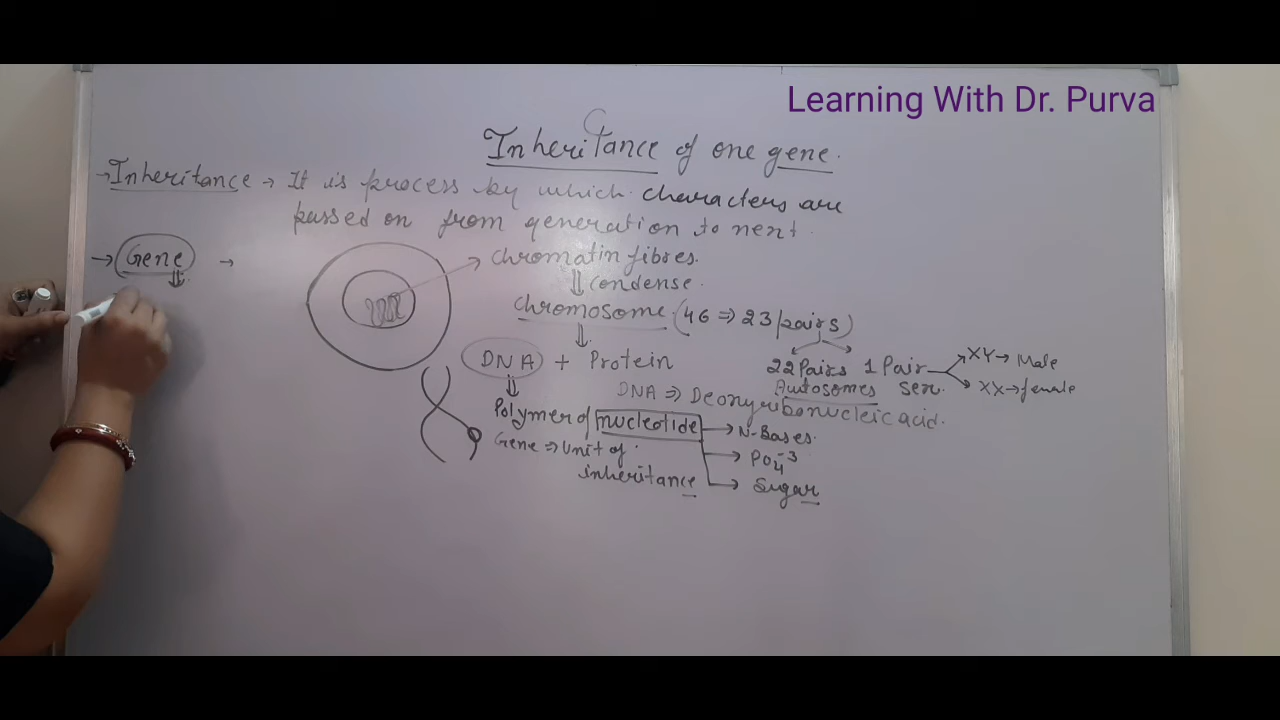 Learning With Dr. Purva
Inheritance of one gene.
→ Inheritance → It is process by which characters are
passed on from generation to next.
→ Gene →
⇓
→ Chromatin fibres.
⇓ Condense.
Chromosome (46 ⇒ 23 pairs)
⇓
22 Pairs 1 Pair → XY → Male
Autosomes sex. → XX → female
DNA + Protein
⇓
DNA ⇒ Deoxyribonucleic acid.
Polymer of nucleotide → N-Bases.
→ PO4-3
→ Sugar
Gene ⇒ Unit of
inheritance